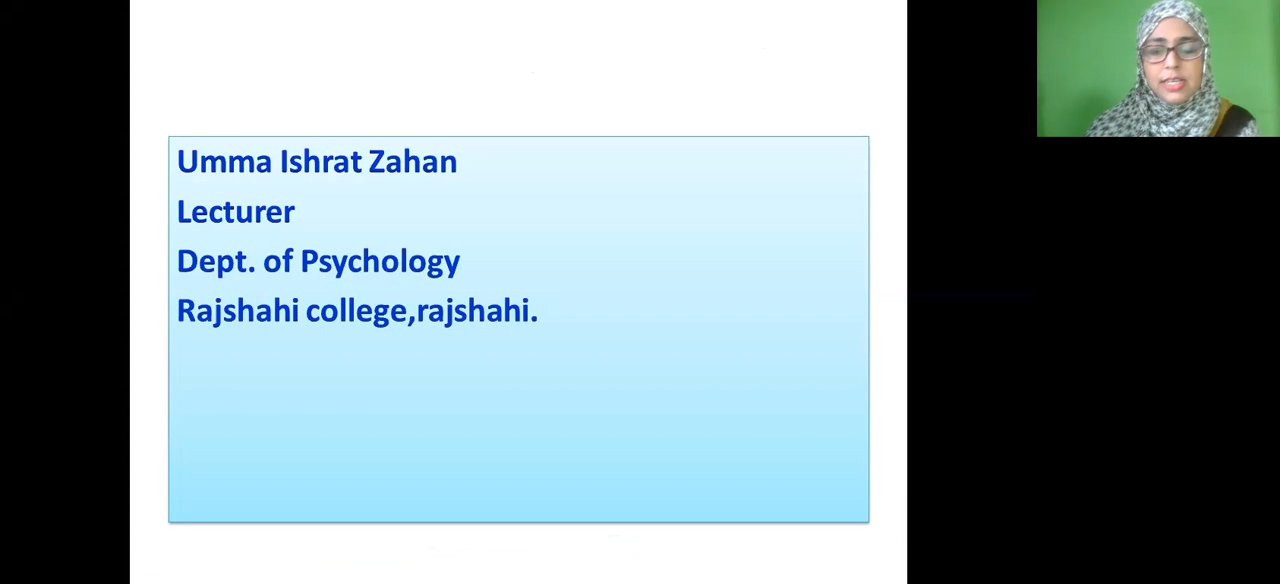 Umma Ishrat Zahan
Lecturer
Dept. of Psychology
Rajshahi college,rajshahi.